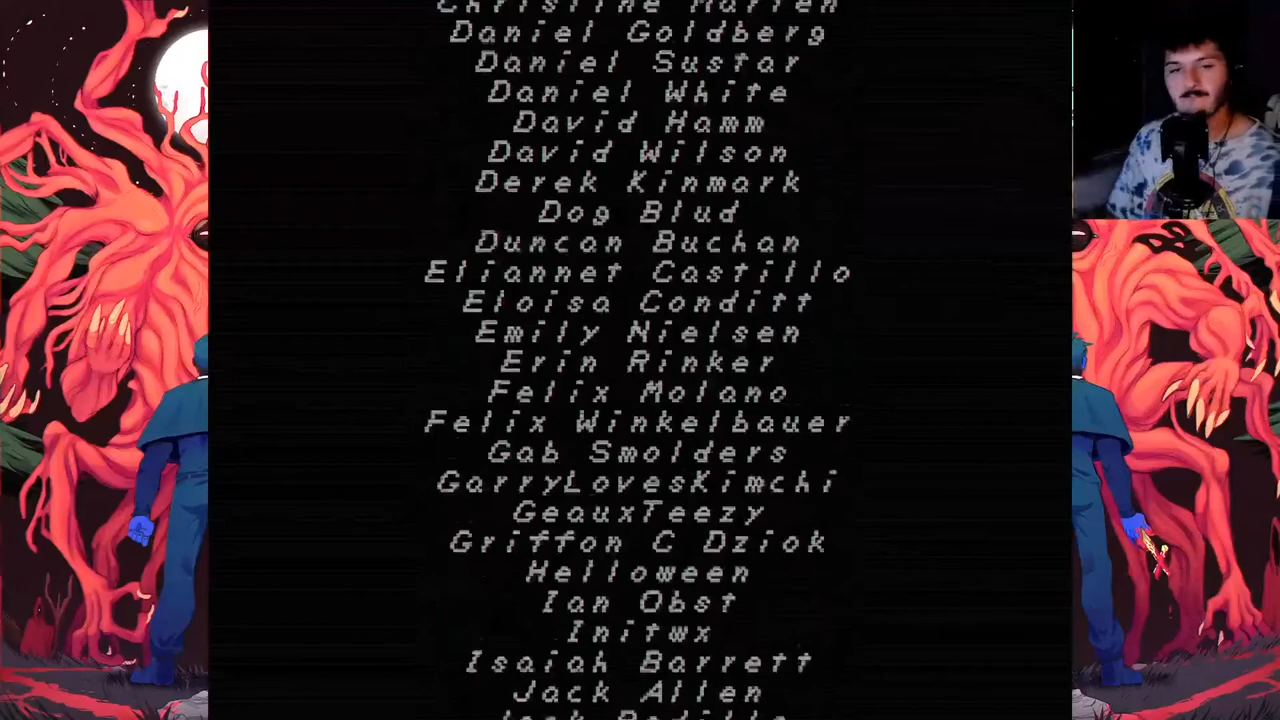 Daniel Goldberg
Daniel Sustar
Daniel White
David Hamm
David Wilson
Derek Kinmark
Dog Blud
Duncan Buchan
Eliannet Castillo
Eloisa Conditt
Emily Nielsen
Erin Rinker
Felix Molano
Felix Winkelbauer
Gab Smolders
GarryLovesKimchi
GeauxTeezy
Griffon C Dziok
Helloween
Ian Obst
Initwx
Isaiah Barrett
Jack Allen